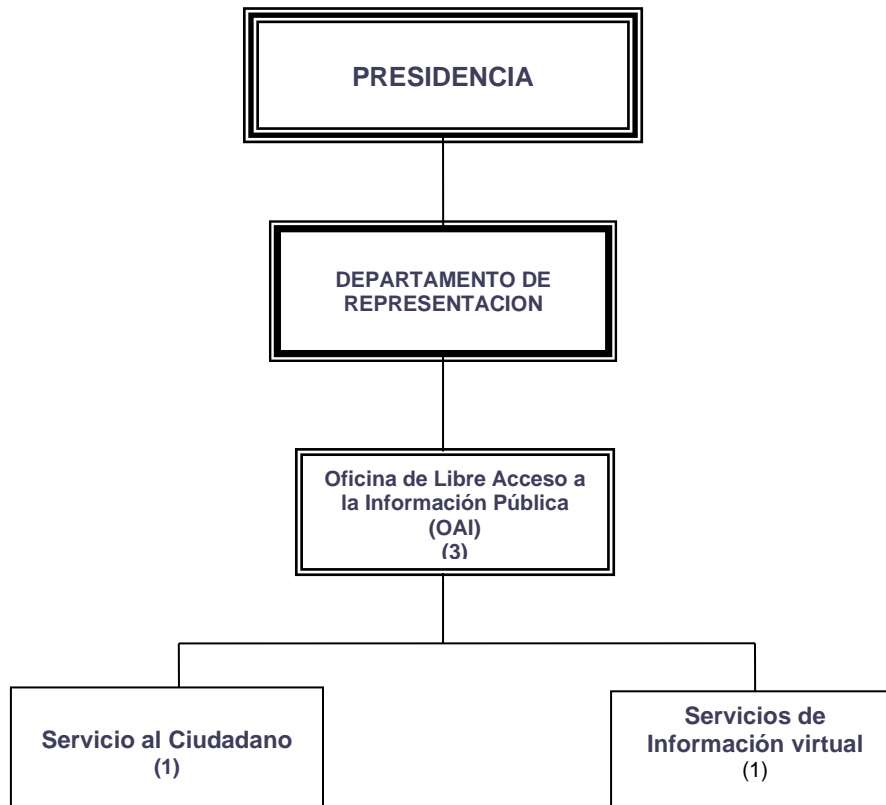 PRESIDENCIA
DEPARTAMENTO DE
REPRESENTACION
Oficina de Libre Acceso a
la Información Pública
(OAI)
(3)
Servicio al Ciudadano
(1)
Servicios de
Información virtual
(1)